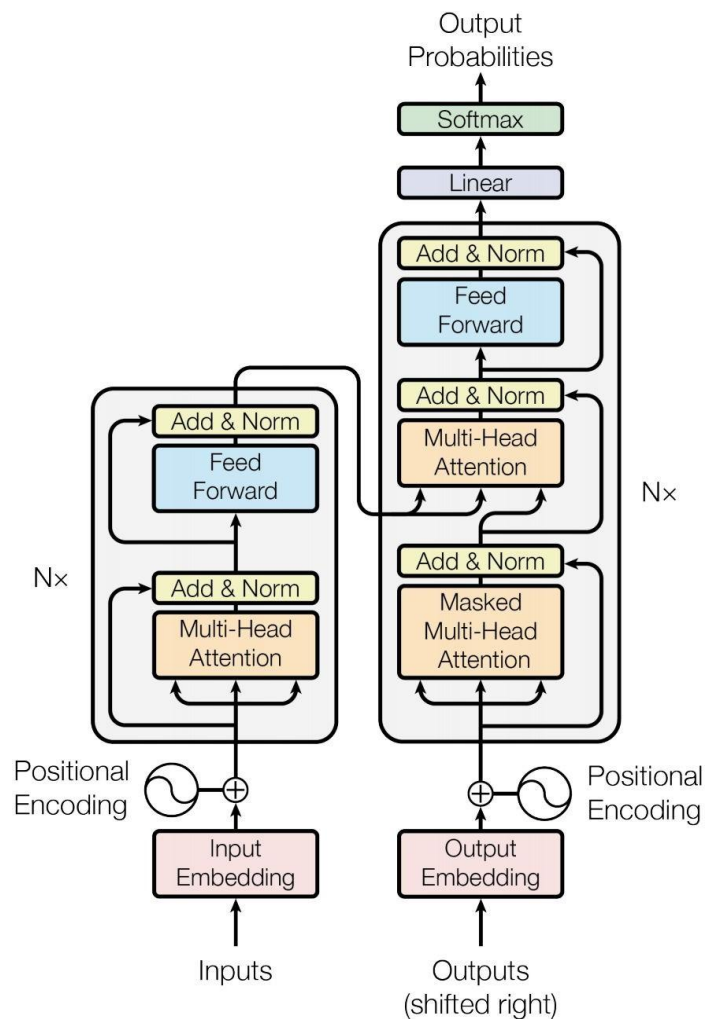 Output
Probabilities
Softmax
Linear
Add & Norm
Feed
Forward
Add & Norm
Multi-Head
Attention
Nx
Add & Norm
Masked
Multi-Head
Attention
Add & Norm
Feed
Forward
Nx
Add & Norm
Multi-Head
Attention
Positional
Encoding
Positional
Encoding
Input
Embedding
Output
Embedding
Inputs
Outputs
(shifted right)